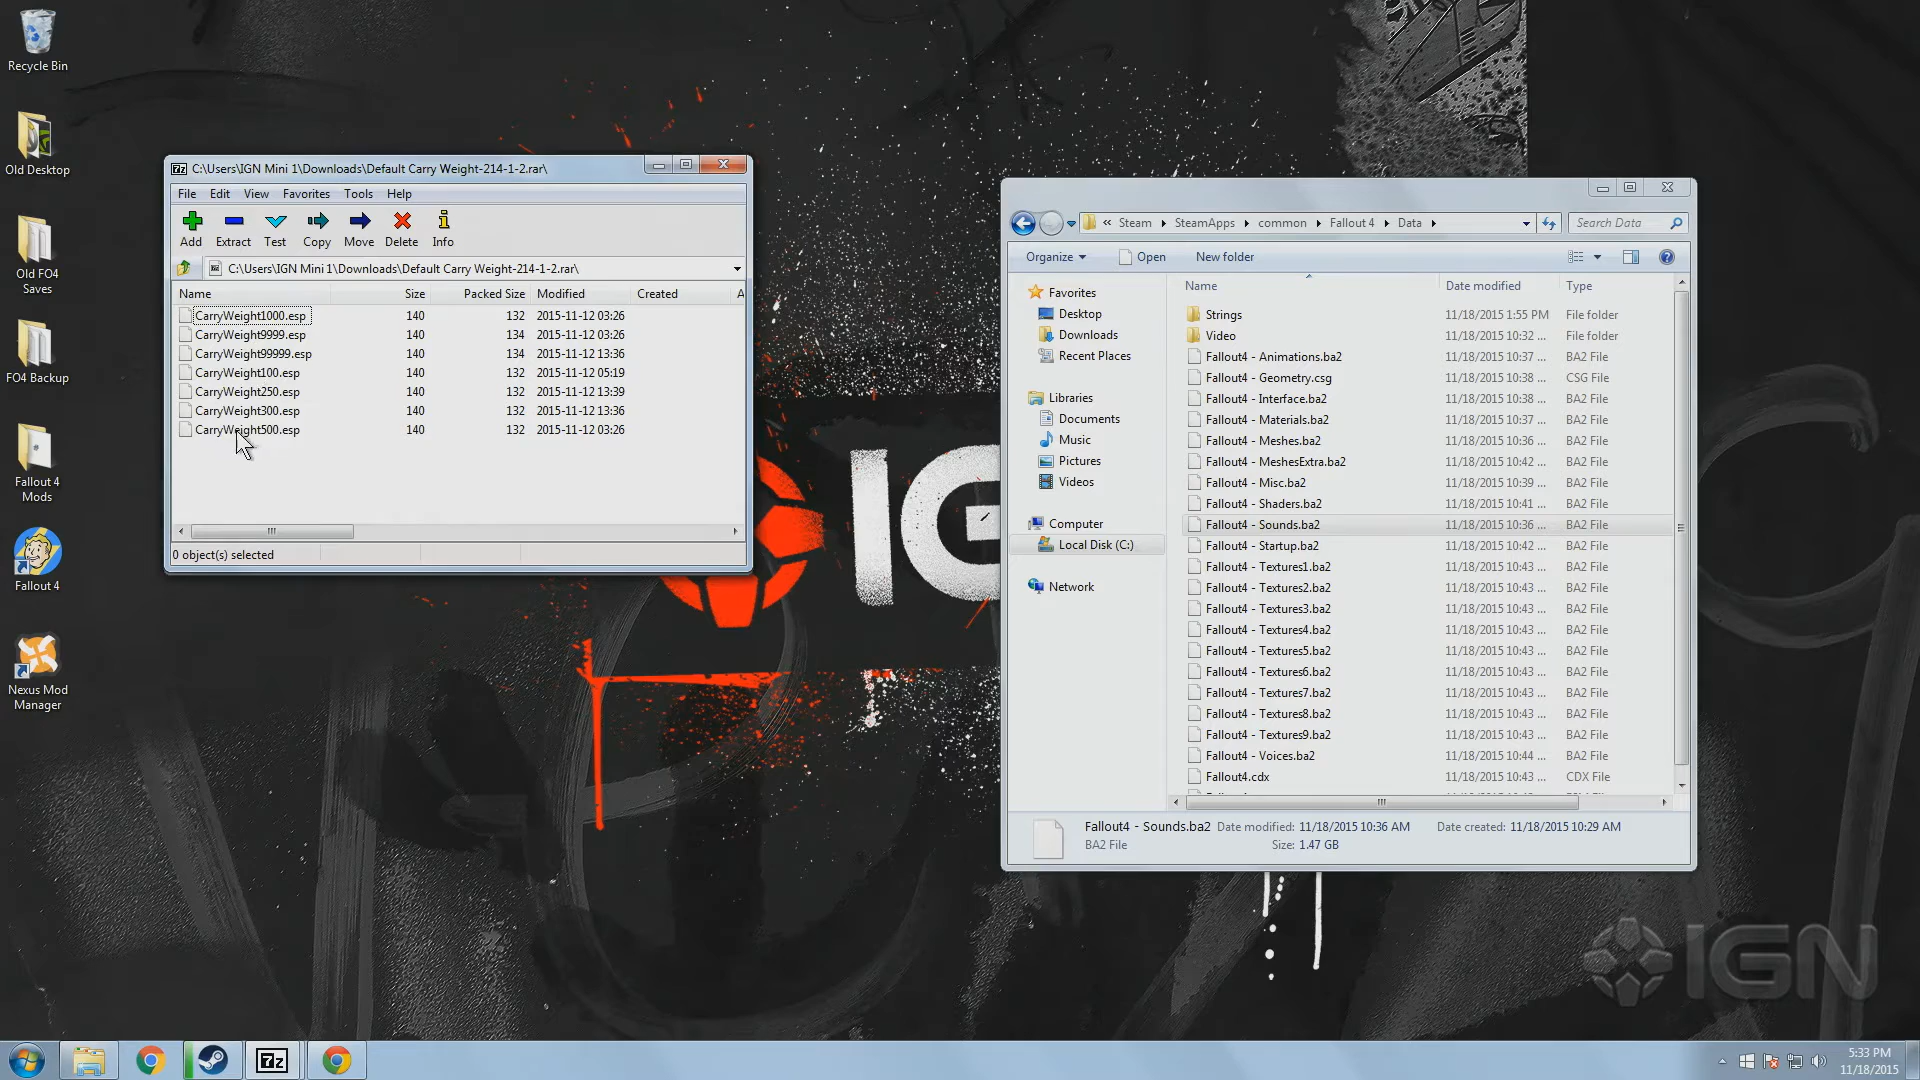 Recycle Bin
Old Desktop
Old FO4
Saves
FO4 Backup
Fallout 4
Mods
Fallout 4
Nexus Mod
Manager
7z C:\Users\IGN Mini 1\Downloads\Default Carry Weight-214-1-2.rar\
File Edit View Favorites Tools Help
Add Extract Test Copy Move Delete Info
C:\Users\IGN Mini 1\Downloads\Default Carry Weight-214-1-2.rar\
Name Size Packed Size Modified Created A
CarryWeight1000.esp 140 132 2015-11-12 03:26
CarryWeight9999.esp 140 134 2015-11-12 03:26
CarryWeight99999.esp 140 134 2015-11-12 13:36
CarryWeight100.esp 140 132 2015-11-12 05:19
CarryWeight250.esp 140 132 2015-11-12 13:39
CarryWeight300.esp 140 132 2015-11-12 13:36
CarryWeight500.esp 140 132 2015-11-12 03:26
0 object(s) selected
« Steam SteamApps common Fallout 4 Data Search Data
Organize Open New folder
Favorites
Desktop
Downloads
Recent Places
Libraries
Documents
Music
Pictures
Videos
Computer
Local Disk (C:)
Network
Name Date modified Type
Strings 11/18/2015 1:55 PM File folder
Video 11/18/2015 10:32 ... File folder
Fallout4 - Animations.ba2 11/18/2015 10:37 ... BA2 File
Fallout4 - Geometry.csg 11/18/2015 10:38 ... CSG File
Fallout4 - Interface.ba2 11/18/2015 10:38 ... BA2 File
Fallout4 - Materials.ba2 11/18/2015 10:37 ... BA2 File
Fallout4 - Meshes.ba2 11/18/2015 10:36 ... BA2 File
Fallout4 - MeshesExtra.ba2 11/18/2015 10:42 ... BA2 File
Fallout4 - Misc.ba2 11/18/2015 10:39 ... BA2 File
Fallout4 - Shaders.ba2 11/18/2015 10:41 ... BA2 File
Fallout4 - Sounds.ba2 11/18/2015 10:36 ... BA2 File
Fallout4 - Startup.ba2 11/18/2015 10:42 ... BA2 File
Fallout4 - Textures1.ba2 11/18/2015 10:43 ... BA2 File
Fallout4 - Textures2.ba2 11/18/2015 10:43 ... BA2 File
Fallout4 - Textures3.ba2 11/18/2015 10:43 ... BA2 File
Fallout4 - Textures4.ba2 11/18/2015 10:43 ... BA2 File
Fallout4 - Textures5.ba2 11/18/2015 10:43 ... BA2 File
Fallout4 - Textures6.ba2 11/18/2015 10:43 ... BA2 File
Fallout4 - Textures7.ba2 11/18/2015 10:43 ... BA2 File
Fallout4 - Textures8.ba2 11/18/2015 10:43 ... BA2 File
Fallout4 - Textures9.ba2 11/18/2015 10:43 ... BA2 File
Fallout4 - Voices.ba2 11/18/2015 10:44 ... BA2 File
Fallout4.cdx 11/18/2015 10:43 ... CDX File
Fallout4 - Sounds.ba2 Date modified: 11/18/2015 10:36 AM Date created: 11/18/2015 10:29 AM
BA2 File Size: 1.47 GB
IG
IGN
7z
5:33 PM
11/18/2015